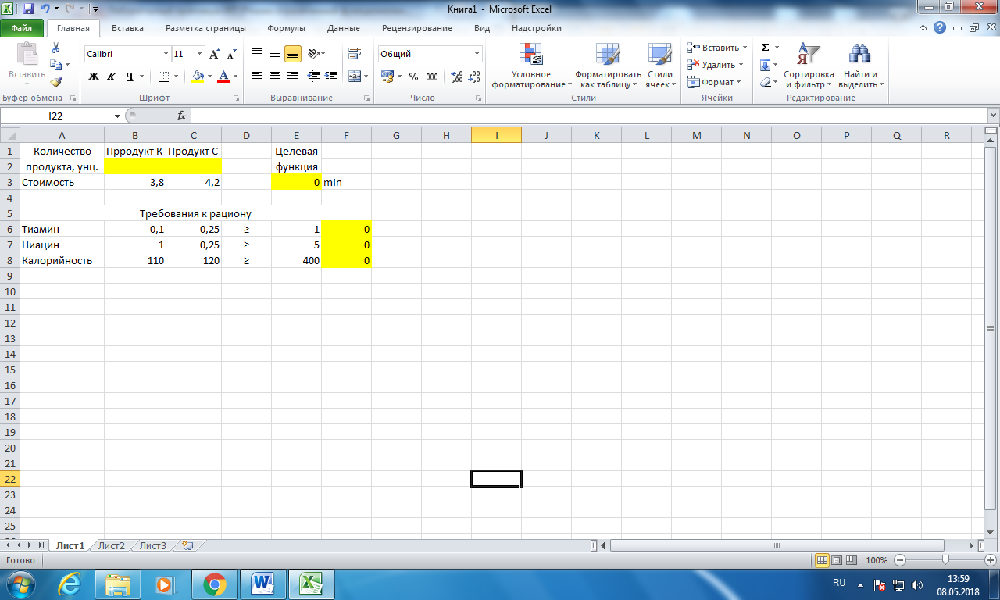 Книга1 - Microsoft Excel
Файл Главная Вставка Разметка страницы Формулы Данные Рецензирование Вид Надстройки
Вставить
Буфер обмена
Calibri 11
Ж К Ч
Шрифт
Выравнивание
Общий
% 000
Число
Условное форматирование
Форматировать как таблицу
Стили ячеек
Стили
Вставить
Удалить
Формат
Ячейки
Σ
Сортировка и фильтр
Найти и выделить
Редактирование
I22 fx
A B C D E F G H I J K L M N O P Q R
1 Количество Прродукт К Продукт С Целевая
2 продукта, унц. функция
3 Стоимость 3,8 4,2 0 min
4
5 Требования к рациону
6 Тиамин 0,1 0,25 ≥ 1 0
7 Ниацин 1 0,25 ≥ 5 0
8 Калорийность 110 120 ≥ 400 0
9
10
11
12
13
14
15
16
17
18
19
20
21
22
23
24
25
Лист1 Лист2 Лист3
Готово 100%
RU 13:59
08.05.2018